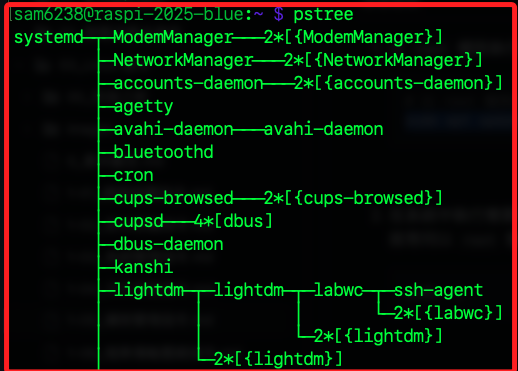 sam6238@raspi-2025-blue:~ $ pstree
systemd─┬─ModemManager───2*[{ModemManager}]
        ├─NetworkManager───2*[{NetworkManager}]
        ├─accounts-daemon───2*[{accounts-daemon}]
        ├─agetty
        ├─avahi-daemon───avahi-daemon
        ├─bluetoothd
        ├─cron
        ├─cups-browsed───2*[{cups-browsed}]
        ├─cupsd───4*[dbus]
        ├─dbus-daemon
        ├─kanshi
        ├─lightdm─┬─lightdm─┬─labwc─┬─ssh-agent
        │         │         │       └─2*[{labwc}]
        │         │         └─2*[{lightdm}]
        │         └─2*[{lightdm}]